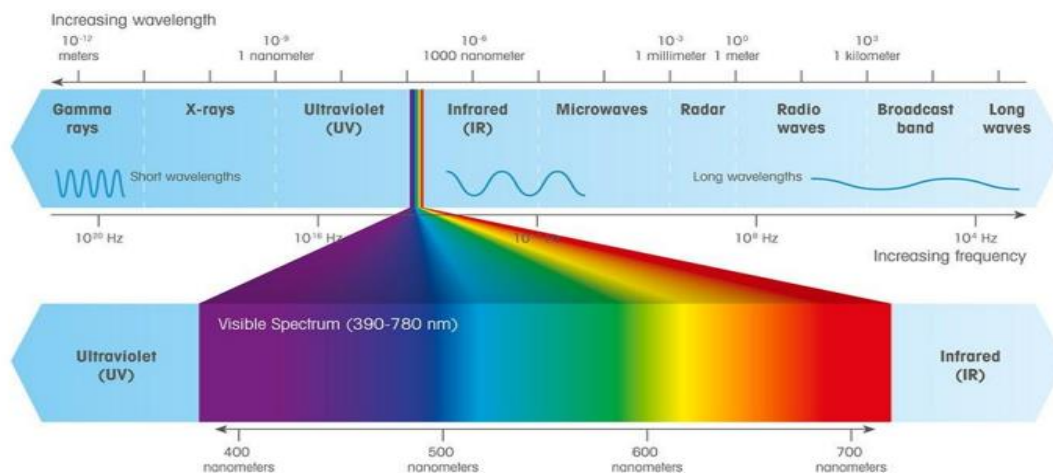 Increasing wavelength
10⁻¹² meters
10⁻⁹ 1 nanometer
10⁻⁶ 1000 nanometer
10⁻³ 1 millimeter
10⁰ 1 meter
10³ 1 kilometer
Gamma rays
X-rays
Ultraviolet (UV)
Infrared (IR)
Microwaves
Radar
Radio waves
Broadcast band
Long waves
Short wavelengths
Long wavelengths
10²⁰ Hz
10¹⁶ Hz
10⁸ Hz
10⁴ Hz
Increasing frequency
Visible Spectrum (390-780 nm)
Ultraviolet (UV)
Infrared (IR)
400 nanometers
500 nanometers
600 nanometers
700 nanometers